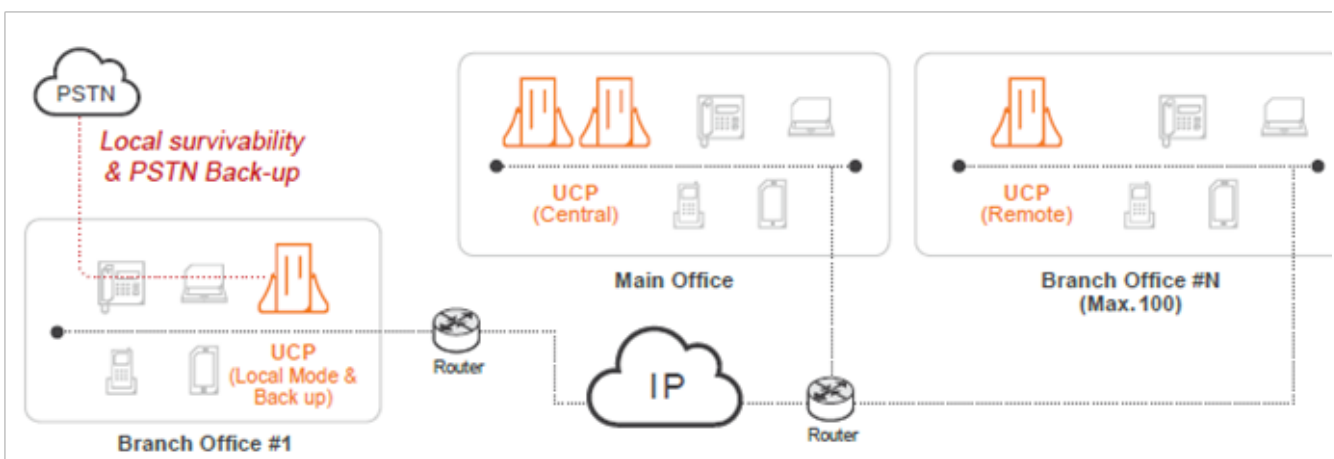 PSTN
Local survivability
& PSTN Back-up
UCP
(Central)
UCP
(Remote)
Main Office
Branch Office #N
(Max. 100)
UCP
(Local Mode &
Back up)
Router
IP
Router
Branch Office #1